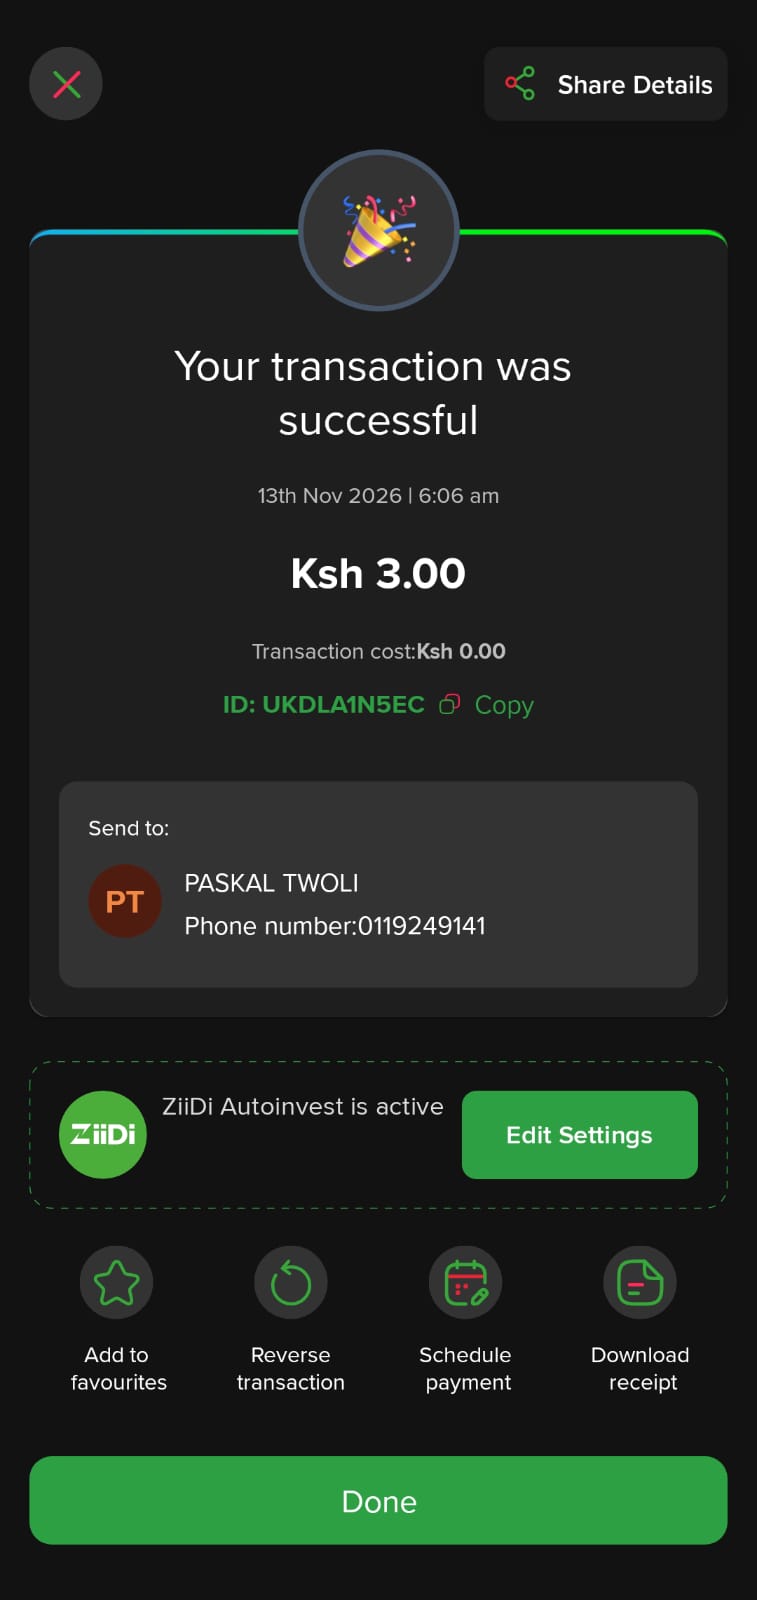 Share Details
Your transaction was
successful
13th Nov 2026 | 6:06 am
Ksh 3.00
Transaction cost:Ksh 0.00
ID: UKDLA1N5EC Copy
Send to:
PT
PASKAL TWOLI
Phone number:0119249141
ZiiDi
ZiiDi Autoinvest is active
Edit Settings
Add to
favourites
Reverse
transaction
Schedule
payment
Download
receipt
Done